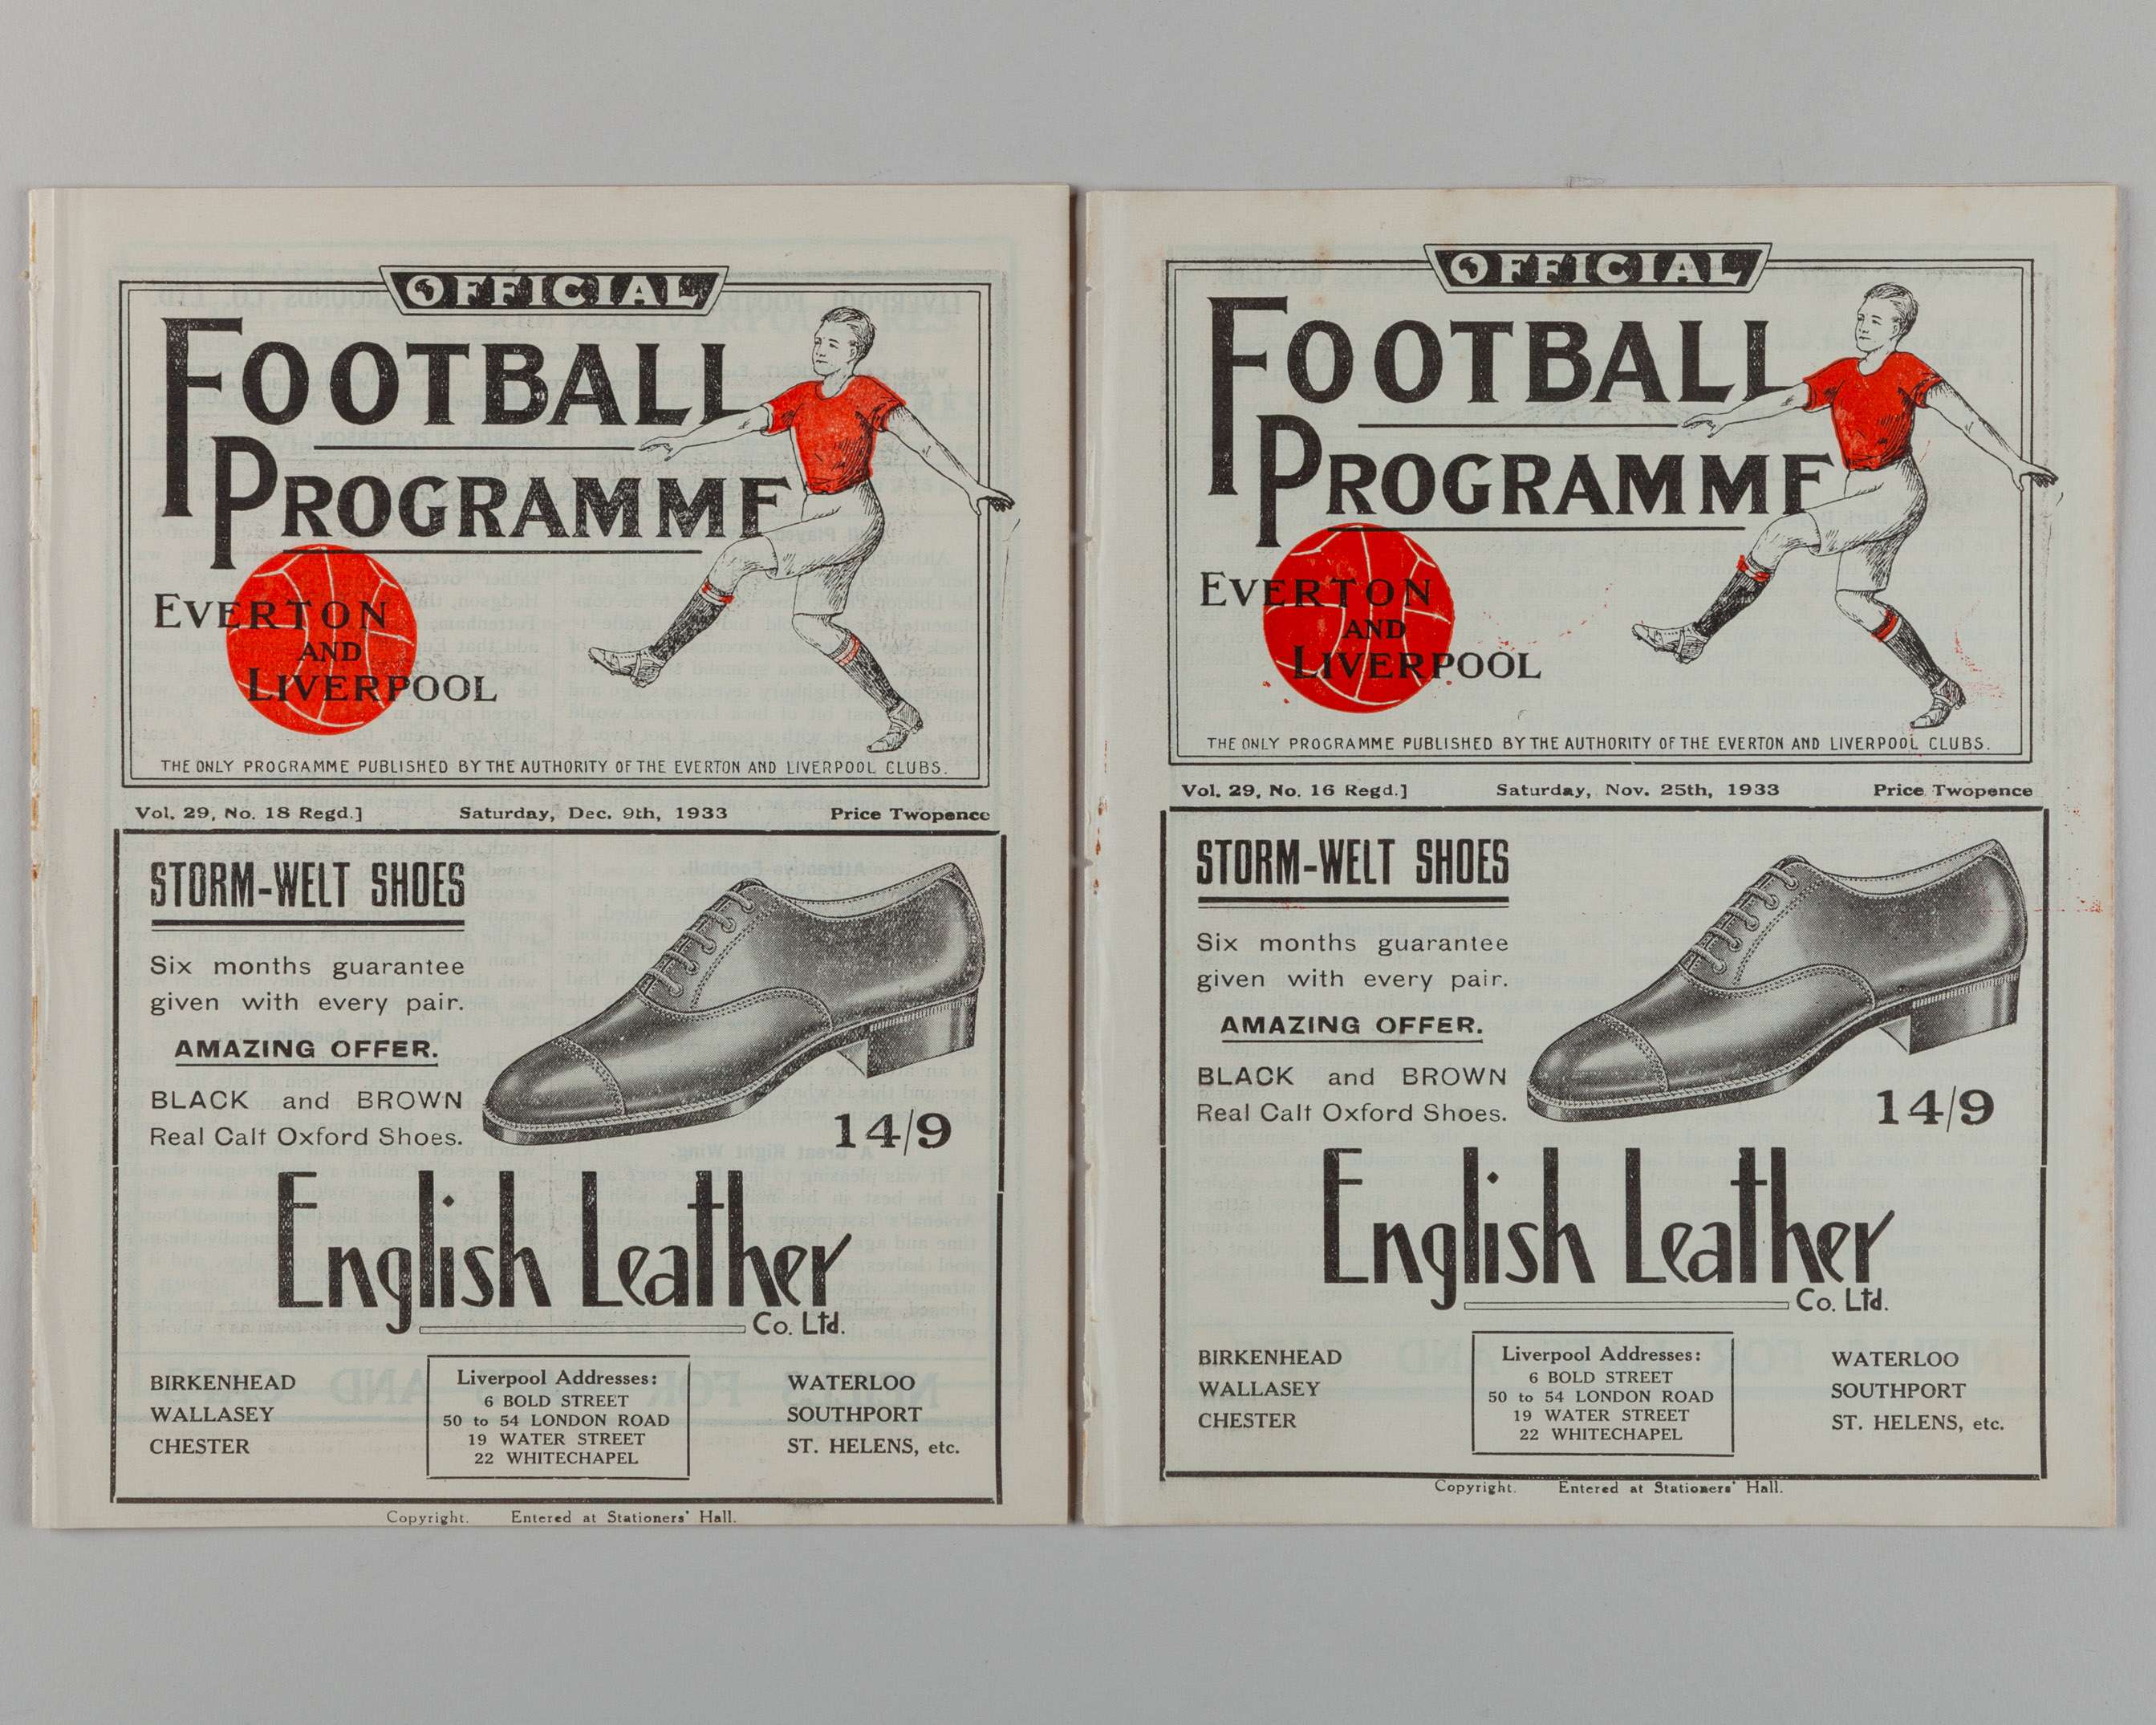 OFFICIAL
FOOTBALL
PROGRAMME
EVERTON
AND
LIVERPOOL
THE ONLY PROGRAMME PUBLISHED BY THE AUTHORITY OF THE EVERTON AND LIVERPOOL CLUBS.
Vol. 29, No. 18 Regd.] Saturday, Dec. 9th, 1933 Price Twopence
STORM-WELT SHOES
Six months guarantee
given with every pair.
AMAZING OFFER.
BLACK and BROWN
Real Calf Oxford Shoes.
14/9
English Leather
Co. Ltd.
BIRKENHEAD
WALLASEY
CHESTER
Liverpool Addresses:
6 BOLD STREET
50 to 54 LONDON ROAD
19 WATER STREET
22 WHITECHAPEL
WATERLOO
SOUTHPORT
ST. HELENS, etc.
Copyright. Entered at Stationers' Hall.
OFFICIAL
FOOTBALL
PROGRAMME
EVERTON
AND
LIVERPOOL
THE ONLY PROGRAMME PUBLISHED BY THE AUTHORITY OF THE EVERTON AND LIVERPOOL CLUBS.
Vol. 29, No. 16 Regd.] Saturday, Nov. 25th, 1933 Price Twopence
STORM-WELT SHOES
Six months guarantee
given with every pair.
AMAZING OFFER.
BLACK and BROWN
Real Calf Oxford Shoes.
14/9
English Leather
Co. Ltd.
BIRKENHEAD
WALLASEY
CHESTER
Liverpool Addresses:
6 BOLD STREET
50 to 54 LONDON ROAD
19 WATER STREET
22 WHITECHAPEL
WATERLOO
SOUTHPORT
ST. HELENS, etc.
Copyright. Entered at Stationers' Hall.